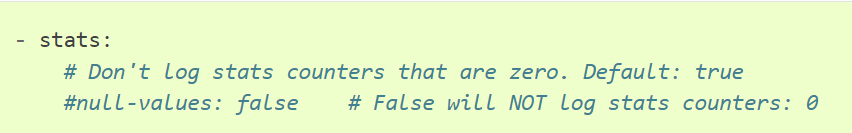 - stats:
# Don't log stats counters that are zero. Default: true
#null-values: false    # False will NOT log stats counters: 0